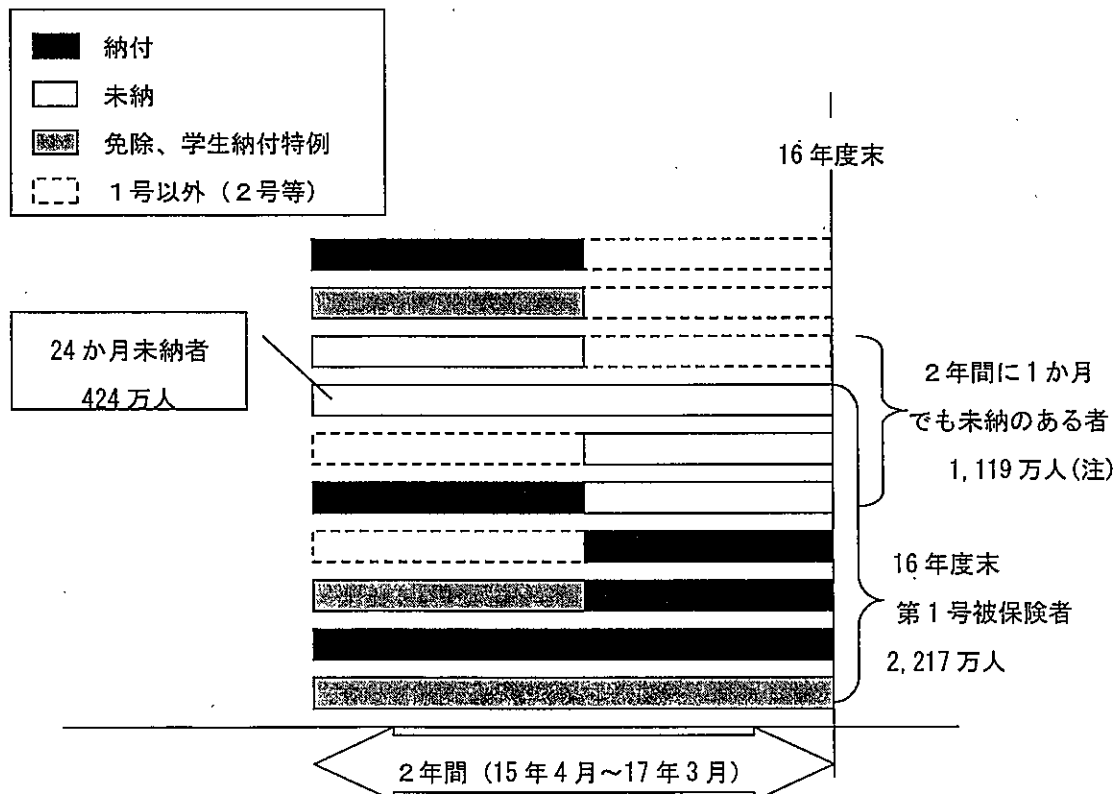 納付
未納
免除、学生納付特例
1号以外(2号等)
16年度末
24か月未納者
424万人
2年間に1か月
でも未納のある者
1,119万人(注)
16年度末
第1号被保険者
2,217万人
2年間(15年4月~17年3月)